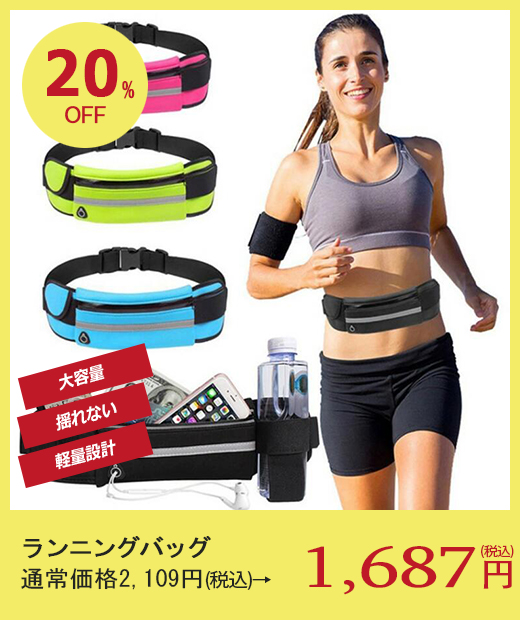 20%
OFF
大容量
揺れない
軽量設計
ランニングバッグ
通常価格2,109円(税込)→
1,687円(税込)